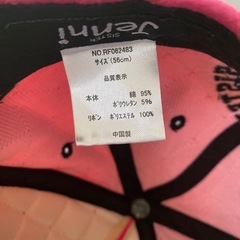 SISTER
Jenni
NO.RF082483
サイズ(56cm)
品質表示
本体 綿 95%
ポリウレタン 5%
リボン ポリエステル 100%
中国製